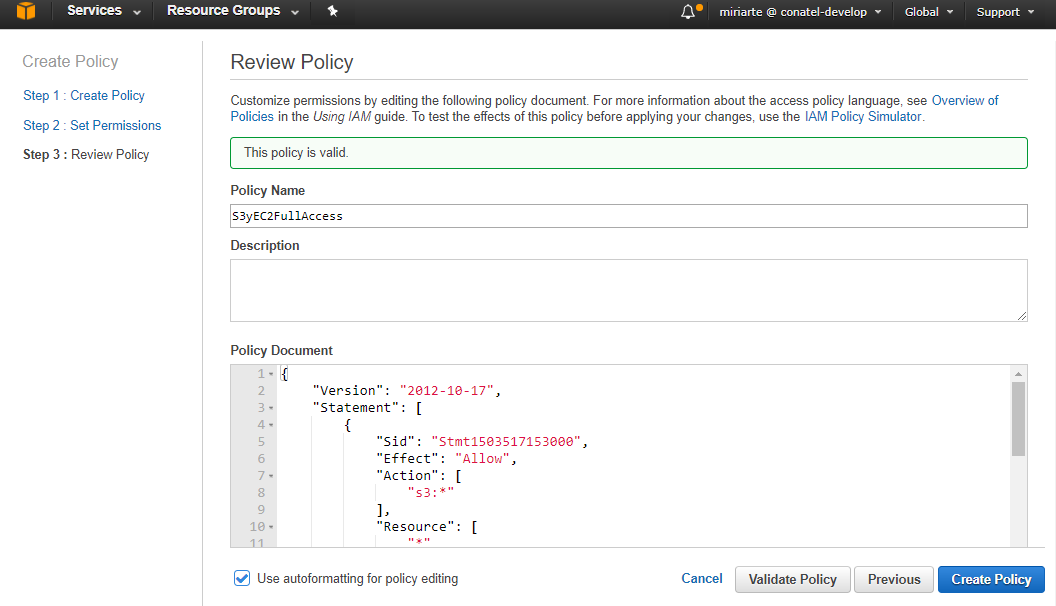 Services Resource Groups miriarte @ conatel-develop Global Support
Create Policy
Step 1 : Create Policy
Step 2 : Set Permissions
Step 3 : Review Policy
Review Policy
Customize permissions by editing the following policy document. For more information about the access policy language, see Overview of
Policies in the Using IAM guide. To test the effects of this policy before applying your changes, use the IAM Policy Simulator.
This policy is valid.
Policy Name
S3yEC2FullAccess
Description
Policy Document
1 {
2 "Version": "2012-10-17",
3 "Statement": [
4 {
5 "Sid": "Stmt1503517153000",
6 "Effect": "Allow",
7 "Action": [
8 "s3:*"
9 ],
10 "Resource": [
11 "*"
Use autoformatting for policy editing
Cancel Validate Policy Previous Create Policy